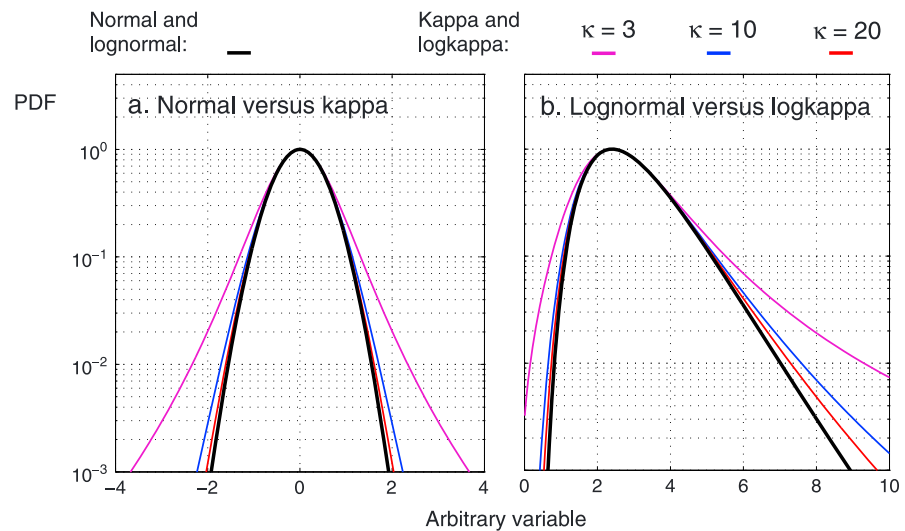 Normal and
lognormal:
Kappa and
logkappa:
κ = 3
κ = 10
κ = 20
PDF
a. Normal versus kappa
b. Lognormal versus logkappa
10⁰
10⁻¹
10⁻²
10⁻³
−4
−2
0
2
4
0
2
4
6
8
10
Arbitrary variable